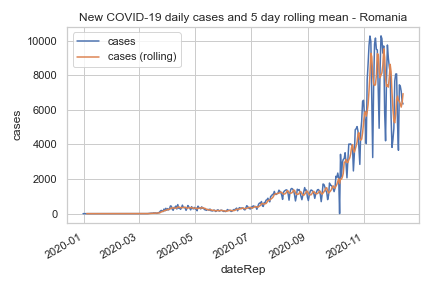 New COVID-19 daily cases and 5 day rolling mean - Romania
cases
cases (rolling)
10000
8000
6000
4000
2000
0
cases
2020-01
2020-03
2020-05
2020-07
2020-09
2020-11
dateRep